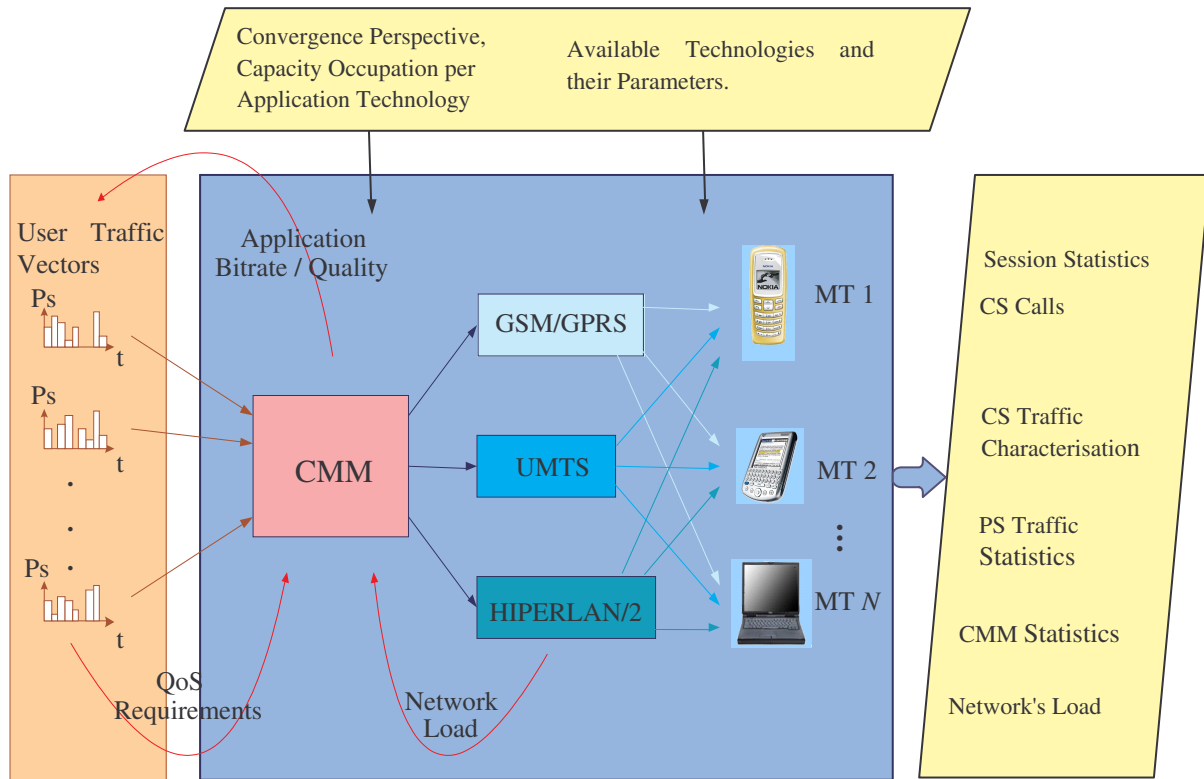 Convergence Perspective,
Capacity Occupation per
Application Technology
Available Technologies and
their Parameters.
User Traffic
Vectors
Ps
t
Ps
t
Ps
t
QoS
Requirements
Application
Bitrate / Quality
CMM
Network
Load
GSM/GPRS
UMTS
HIPERLAN/2
NOKIA
MT 1
MT 2
MT N
Session Statistics
CS Calls
CS Traffic
Characterisation
PS Traffic
Statistics
CMM Statistics
Network's Load